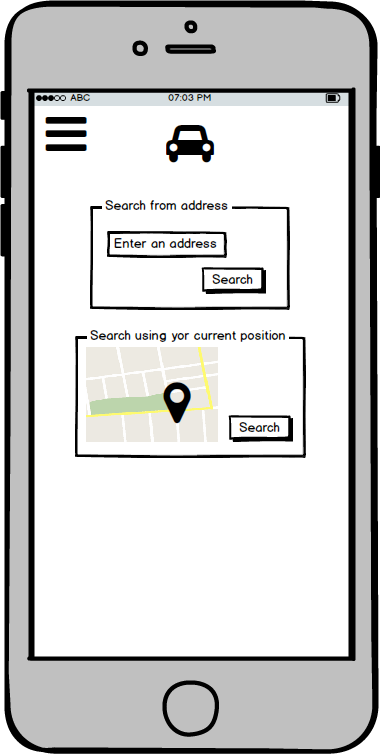 ABC 07:03 PM
Search from address
Enter an address
Search
Search using yor current position
Search